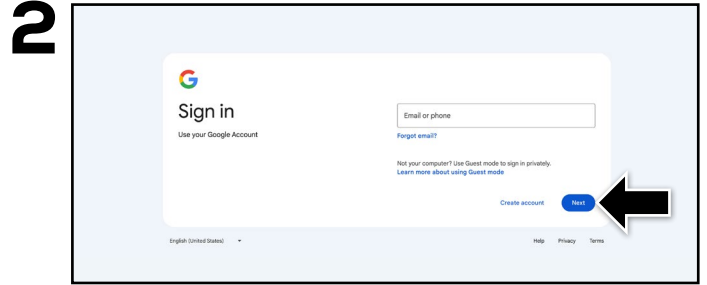 2
Sign in
Use your Google Account
Email or phone
Forgot email?
Not your computer? Use Guest mode to sign in privately.
Learn more about using Guest mode
Create account
Next
English (United States)
Help Privacy Terms